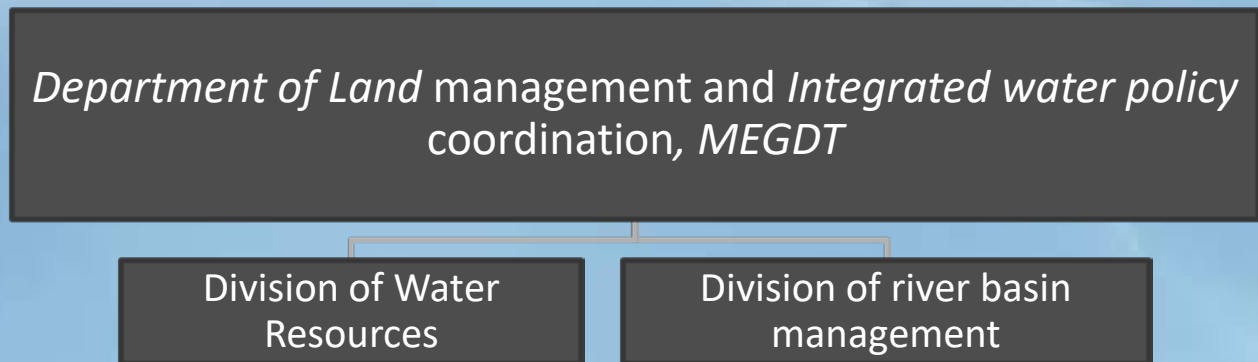 Department of Land management and Integrated water policy
coordination, MEGDT
Division of Water
Resources
Division of river basin
management